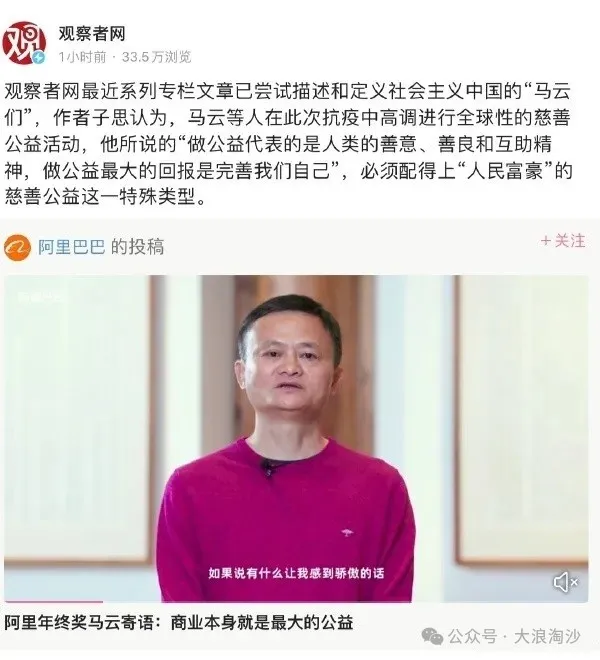 观
观察者网
1小时前 · 33.5万浏览
观察者网最近系列专栏文章已尝试描述和定义社会主义中国的“马云
们”，作者子思认为，马云等人在此次抗疫中高调进行全球性的慈善
公益活动，他所说的“做公益代表的是人类的善意、善良和互助精
神，做公益最大的回报是完善我们自己”，必须配得上“人民富豪”的
慈善公益这一特殊类型。
阿里巴巴 的投稿
+关注
如果说有什么让我感到骄傲的话
阿里年终奖马云寄语：商业本身就是最大的公益
公众号 · 大浪淘沙